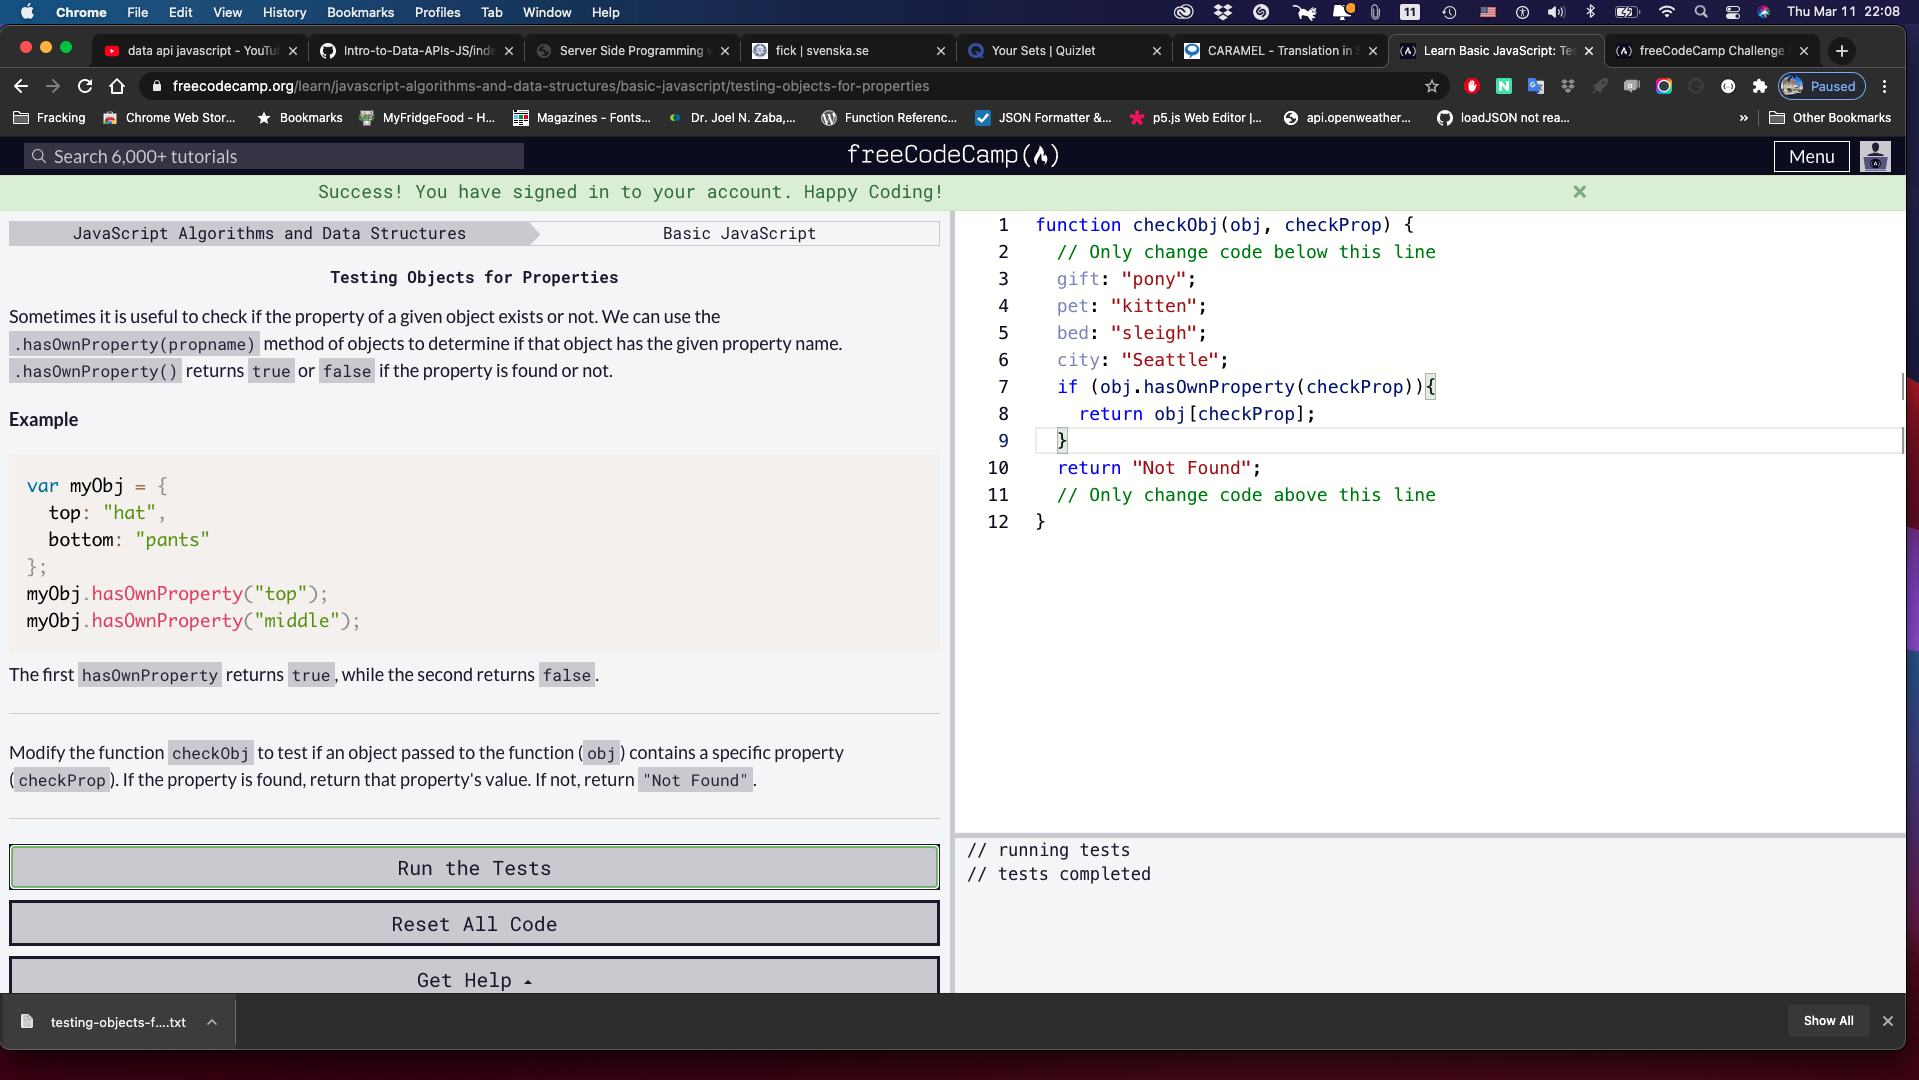 Chrome File Edit View History Bookmarks Profiles Tab Window Help 11 Thu Mar 11 22:08
data api javascript - YouTu Intro-to-Data-APIs-JS/inde Server Side Programming fick | svenska.se Your Sets | Quizlet CARAMEL - Translation in Learn Basic JavaScript: Te freeCodeCamp Challenge
freecodecamp.org/learn/javascript-algorithms-and-data-structures/basic-javascript/testing-objects-for-properties Paused
Fracking Chrome Web Stor... Bookmarks MyFridgeFood - H... Magazines - Fonts... Dr. Joel N. Zaba,... Function Referenc... JSON Formatter &... p5.js Web Editor |... api.openweather... loadJSON not rea... » Other Bookmarks
Search 6,000+ tutorials freeCodeCamp Menu
Success! You have signed in to your account. Happy Coding!
JavaScript Algorithms and Data Structures Basic JavaScript
Testing Objects for Properties
Sometimes it is useful to check if the property of a given object exists or not. We can use the
.hasOwnProperty(propname) method of objects to determine if that object has the given property name.
.hasOwnProperty() returns true or false if the property is found or not.
Example
var myObj = {
top: "hat",
bottom: "pants"
};
myObj.hasOwnProperty("top");
myObj.hasOwnProperty("middle");
The first hasOwnProperty returns true, while the second returns false.
Modify the function checkObj to test if an object passed to the function (obj) contains a specific property
(checkProp). If the property is found, return that property's value. If not, return "Not Found".
Run the Tests
Reset All Code
Get Help
1 function checkObj(obj, checkProp) {
2 // Only change code below this line
3 gift: "pony";
4 pet: "kitten";
5 bed: "sleigh";
6 city: "Seattle";
7 if (obj.hasOwnProperty(checkProp)){
8 return obj[checkProp];
9 }
10 return "Not Found";
11 // Only change code above this line
12 }
// running tests
// tests completed
testing-objects-f....txt Show All